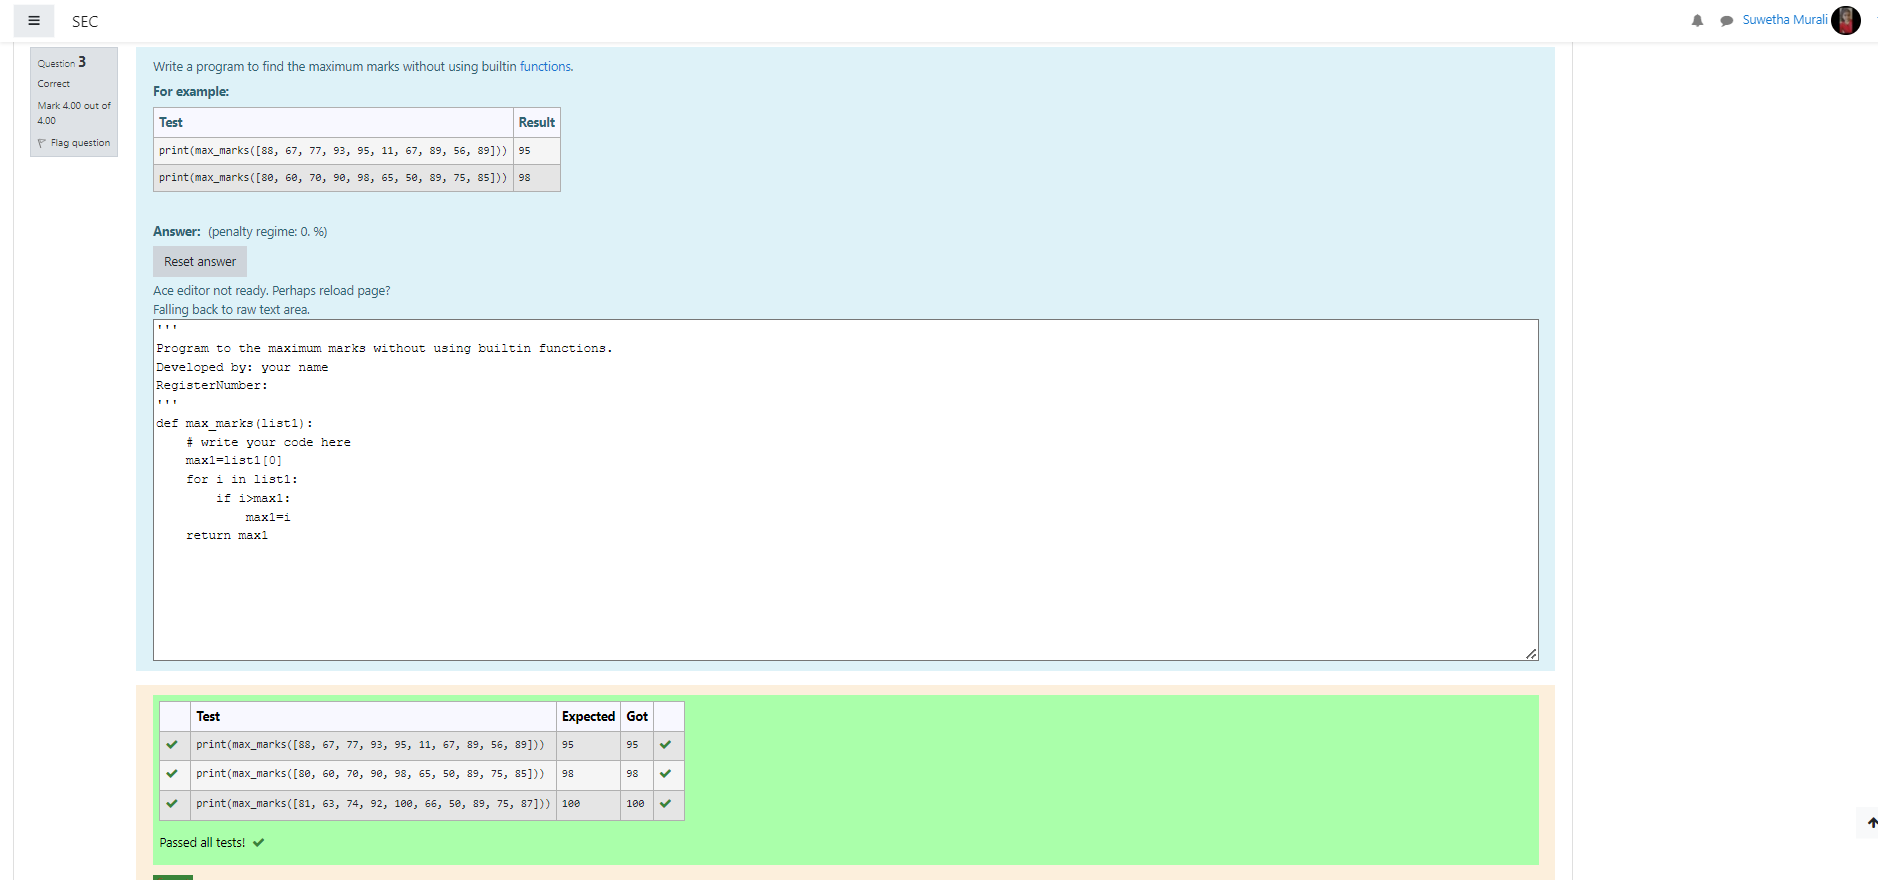 SEC
Suwetha Murali
Question 3
Correct
Mark 4.00 out of
4.00
Flag question
Write a program to find the maximum marks without using builtin functions.
For example:
Test Result
print(max_marks([88, 67, 77, 93, 95, 11, 67, 89, 56, 89])) 95
print(max_marks([80, 60, 70, 90, 98, 65, 50, 89, 75, 85])) 98
Answer: (penalty regime: 0. %)
Reset answer
Ace editor not ready. Perhaps reload page?
Falling back to raw text area.
'''
Program to the maximum marks without using builtin functions.
Developed by: your name
RegisterNumber:
'''
def max_marks(list1):
    # write your code here
    max1=list1[0]
    for i in list1:
        if i>max1:
            max1=i
    return max1
Test Expected Got
print(max_marks([88, 67, 77, 93, 95, 11, 67, 89, 56, 89])) 95 95
print(max_marks([80, 60, 70, 90, 98, 65, 50, 89, 75, 85])) 98 98
print(max_marks([81, 63, 74, 92, 100, 66, 50, 89, 75, 87])) 100 100
Passed all tests!